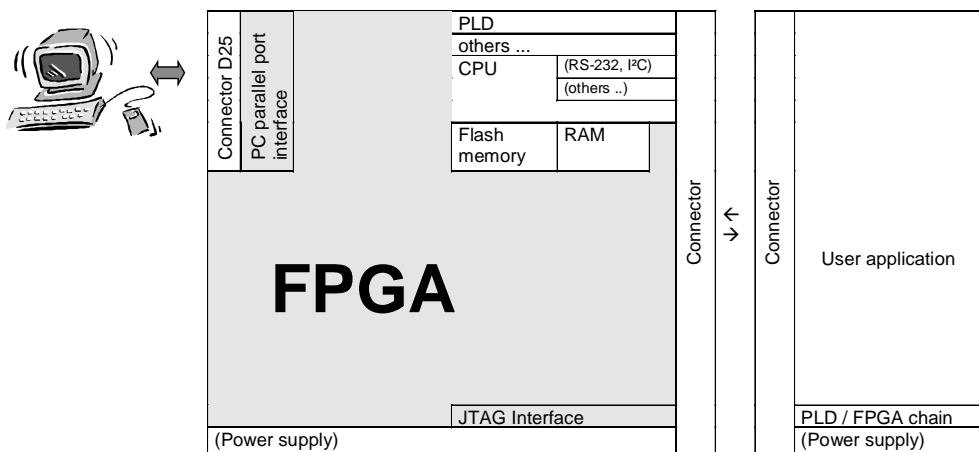 Connector D25
PC parallel port
interface
PLD
others ...
CPU
(RS-232, I²C)
(others ..)
Flash
memory
RAM
FPGA
JTAG Interface
(Power supply)
Connector
→ ←
Connector
User application
PLD / FPGA chain
(Power supply)